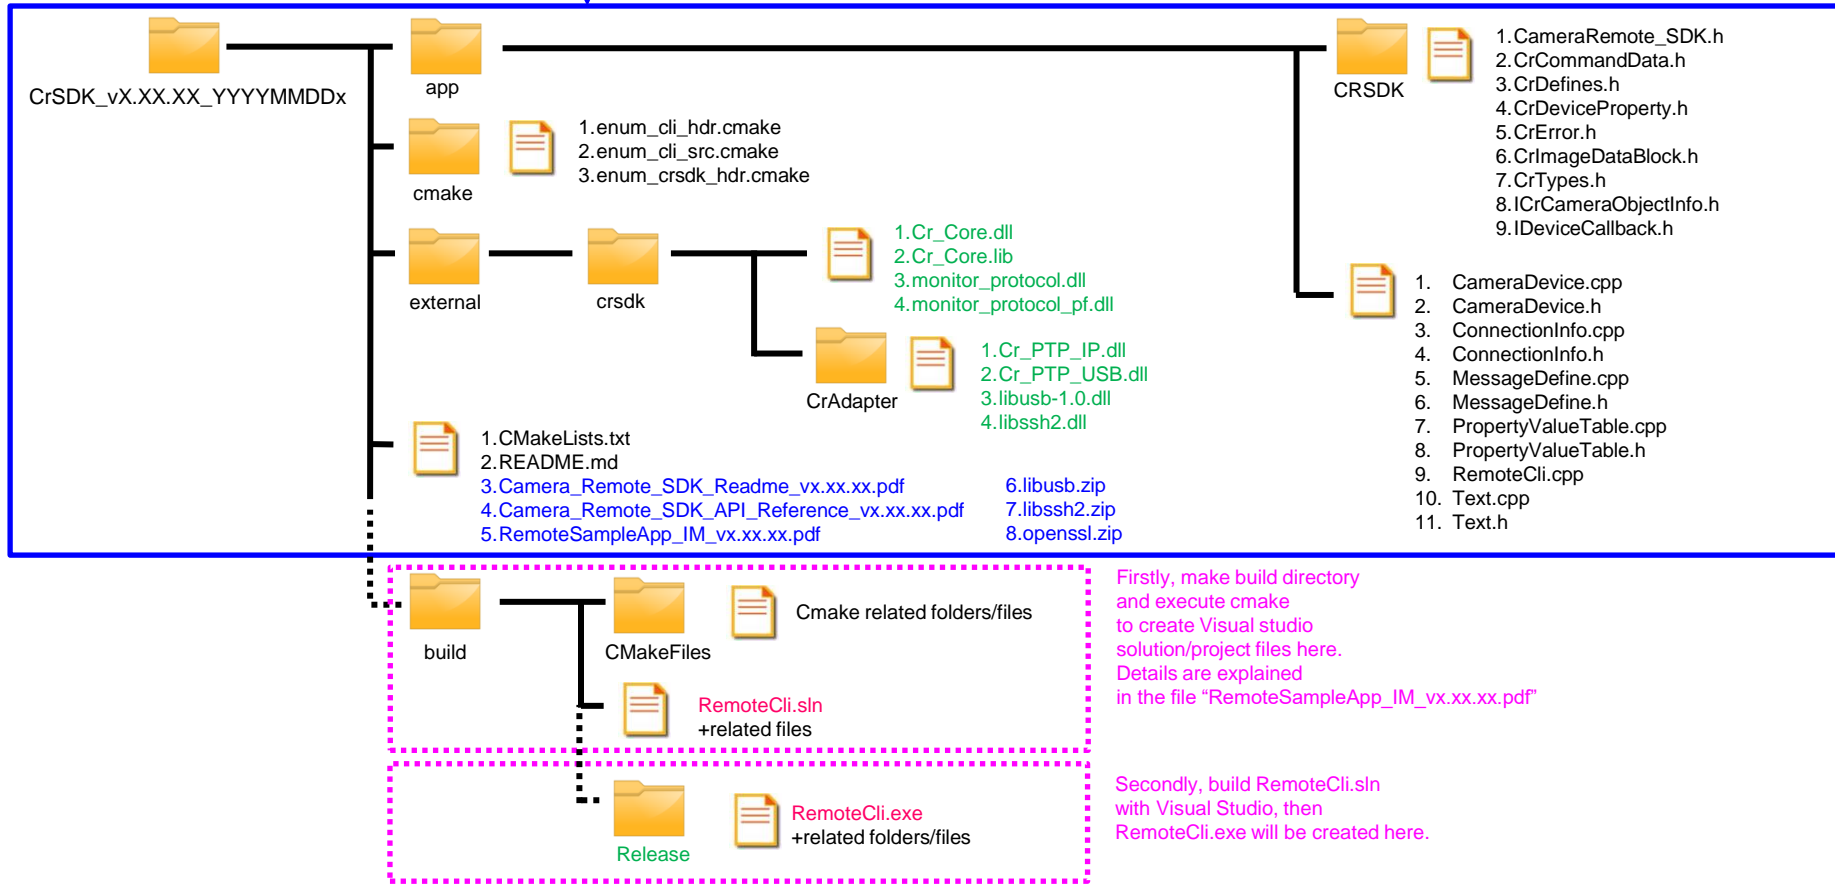 CrSDK_vX.XX.XX_YYYYMMDDx
app
CRSDK
1.CameraRemote_SDK.h
2.CrCommandData.h
3.CrDefines.h
4.CrDeviceProperty.h
5.CrError.h
6.CrImageDataBlock.h
7.CrTypes.h
8.ICrCameraObjectInfo.h
9.IDeviceCallback.h
cmake
1.enum_cli_hdr.cmake
2.enum_cli_src.cmake
3.enum_crsdk_hdr.cmake
external
crsdk
1.Cr_Core.dll
2.Cr_Core.lib
3.monitor_protocol.dll
4.monitor_protocol_pf.dll
CrAdapter
1.Cr_PTP_IP.dll
2.Cr_PTP_USB.dll
3.libusb-1.0.dll
4.libssh2.dll
1. CameraDevice.cpp
2. CameraDevice.h
3. ConnectionInfo.cpp
4. ConnectionInfo.h
5. MessageDefine.cpp
6. MessageDefine.h
7. PropertyValueTable.cpp
8. PropertyValueTable.h
9. RemoteCli.cpp
10. Text.cpp
11. Text.h
1.CMakeLists.txt
2.README.md
3.Camera_Remote_SDK_Readme_vx.xx.xx.pdf
4.Camera_Remote_SDK_API_Reference_vx.xx.xx.pdf
5.RemoteSampleApp_IM_vx.xx.xx.pdf
6.libusb.zip
7.libssh2.zip
8.openssl.zip
build
CMakeFiles
Cmake related folders/files
RemoteCli.sln
+related files
Firstly, make build directory
and execute cmake
to create Visual studio
solution/project files here.
Details are explained
in the file “RemoteSampleApp_IM_vx.xx.xx.pdf”
Release
RemoteCli.exe
+related folders/files
Secondly, build RemoteCli.sln
with Visual Studio, then
RemoteCli.exe will be created here.